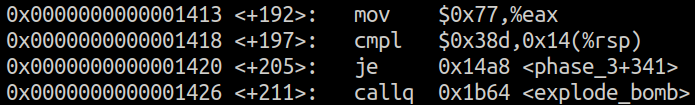 0x0000000000001413 <+192>: mov $0x77,%eax
0x0000000000001418 <+197>: cmpl $0x38d,0x14(%rsp)
0x0000000000001420 <+205>: je 0x14a8 <phase_3+341>
0x0000000000001426 <+211>: callq 0x1b64 <explode_bomb>